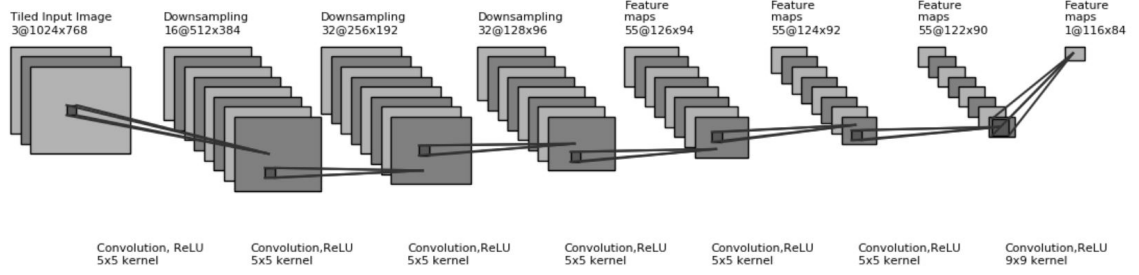 Tiled Input Image
3@1024x768
Downsampling
16@512x384
Downsampling
32@256x192
Downsampling
32@128x96
Feature
maps
55@126x94
Feature
maps
55@124x92
Feature
maps
55@122x90
Feature
maps
1@116x84
Convolution, ReLU
5x5 kernel
Convolution,ReLU
5x5 kernel
Convolution,ReLU
5x5 kernel
Convolution,ReLU
5x5 kernel
Convolution,ReLU
5x5 kernel
Convolution,ReLU
5x5 kernel
Convolution,ReLU
9x9 kernel